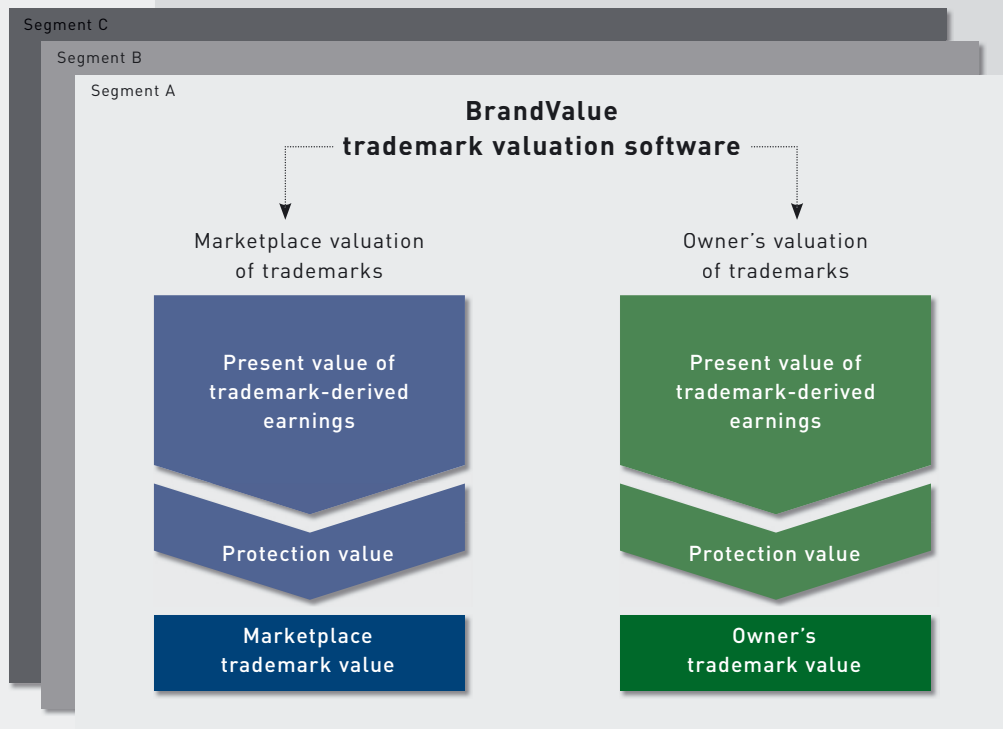 Segment C
Segment B
Segment A
BrandValue
trademark valuation software
Marketplace valuation
of trademarks
Owner’s valuation
of trademarks
Present value of
trademark-derived
earnings
Present value of
trademark-derived
earnings
Protection value
Protection value
Marketplace
trademark value
Owner’s
trademark value